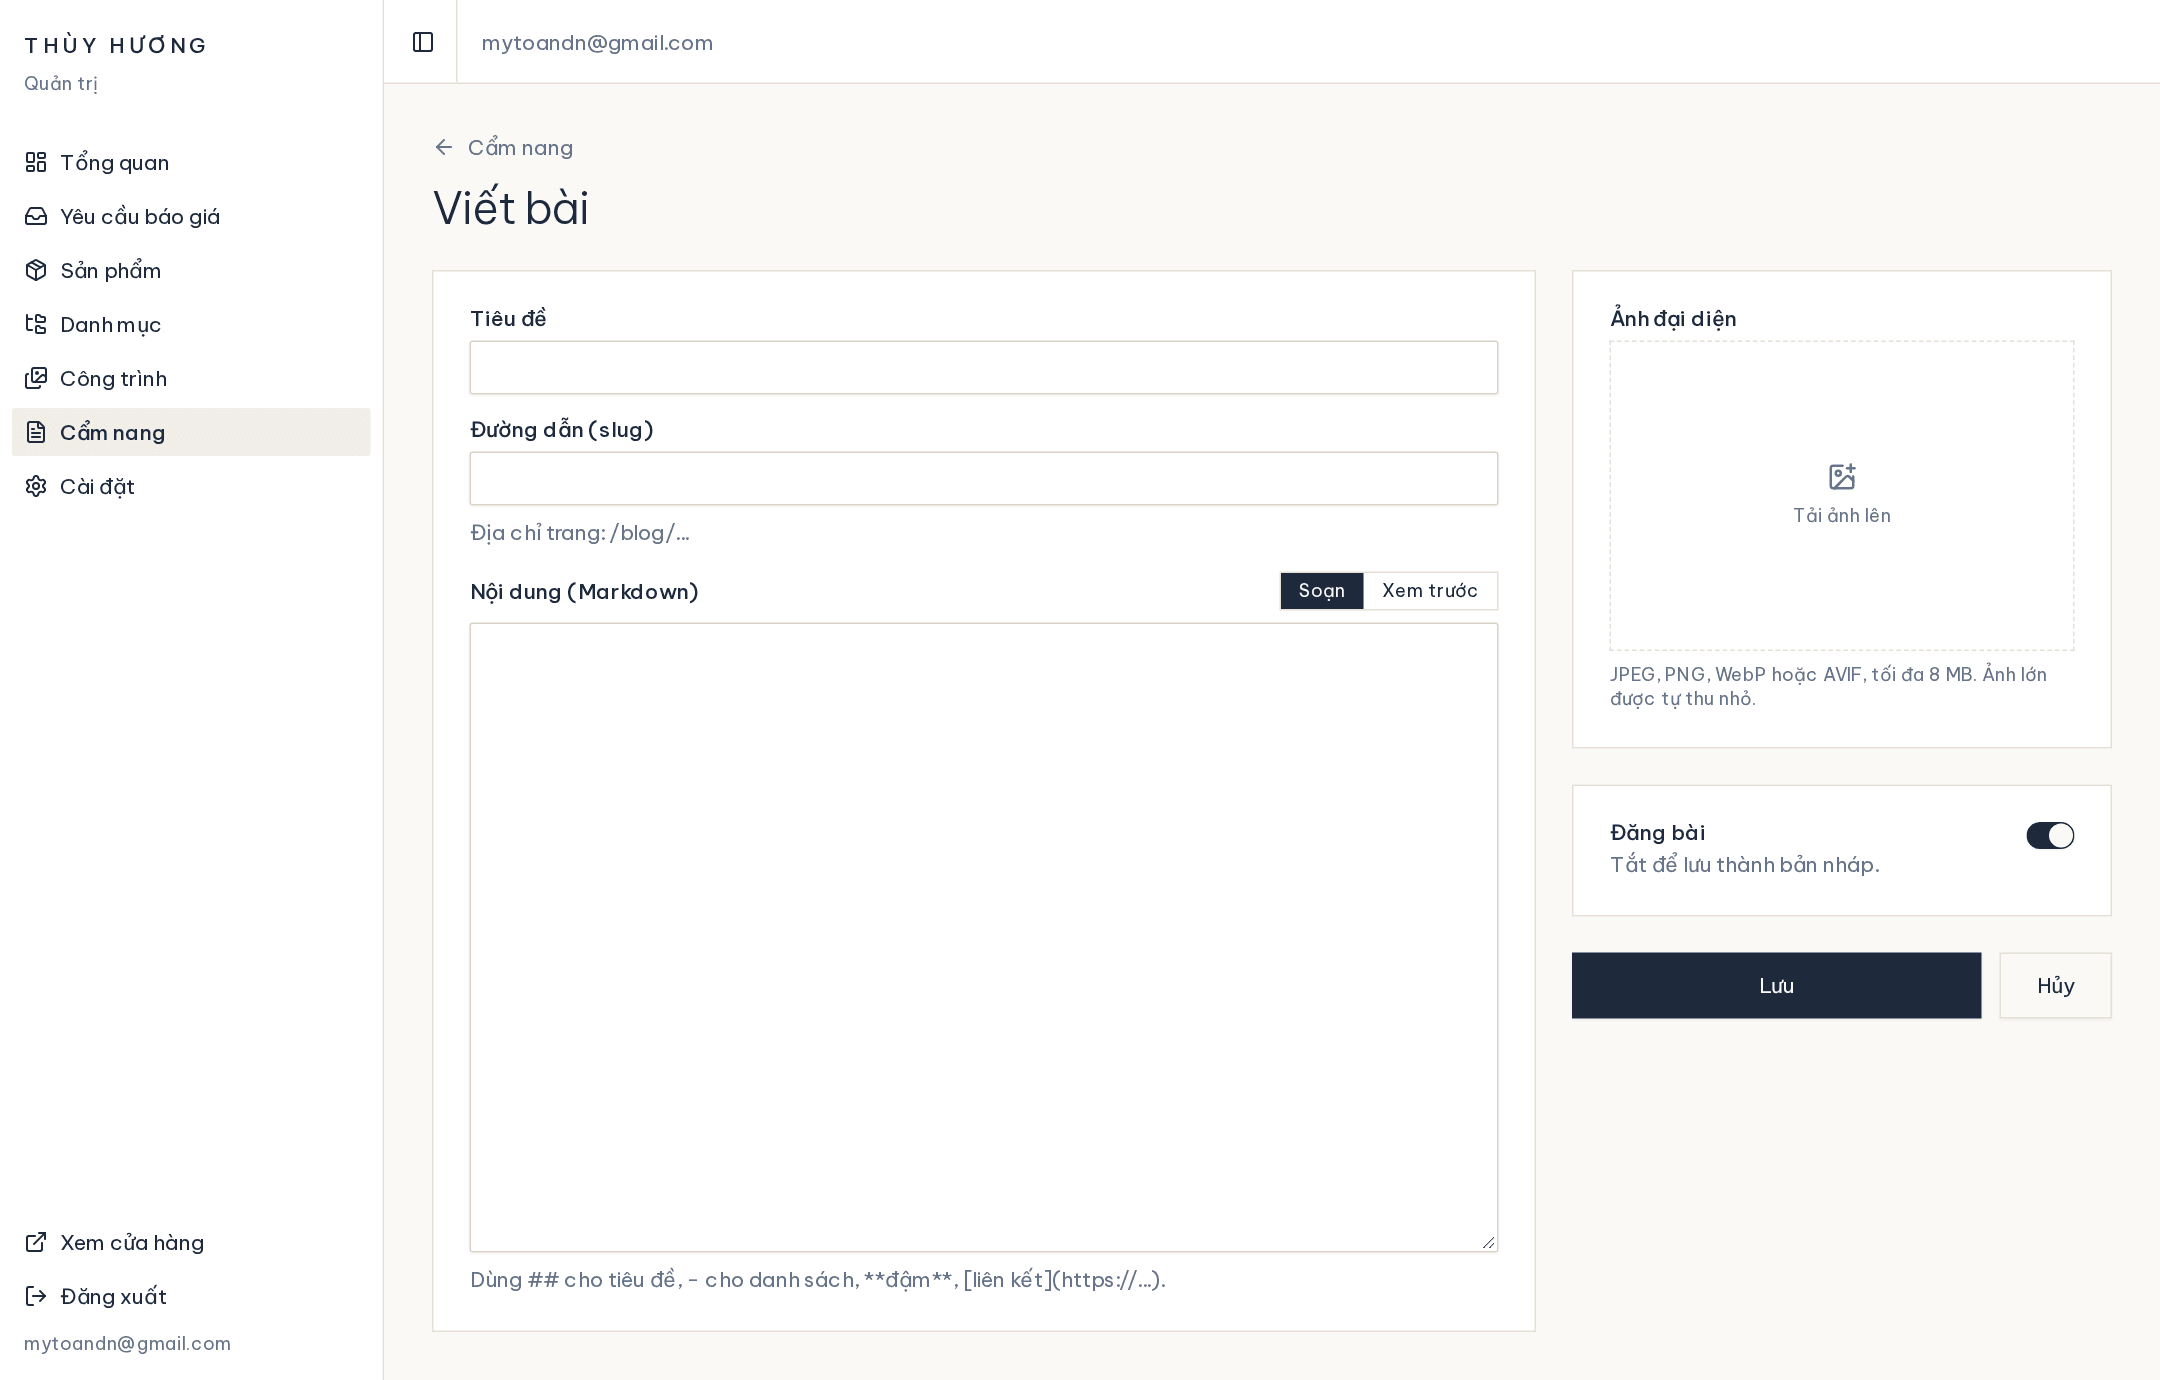 THÙY HƯƠNG
Quản trị
Tổng quan
Yêu cầu báo giá
Sản phẩm
Danh mục
Công trình
Cẩm nang
Cài đặt
Xem cửa hàng
Đăng xuất
mytoandn@gmail.com
mytoandn@gmail.com
Cẩm nang
Viết bài
Tiêu đề
Đường dẫn (slug)
Địa chỉ trang: /blog/...
Nội dung (Markdown)
Soạn
Xem trước
Dùng ## cho tiêu đề, - cho danh sách, **đậm**, [liên kết](https://...).
Ảnh đại diện
Tải ảnh lên
JPEG, PNG, WebP hoặc AVIF, tối đa 8 MB. Ảnh lớn
được tự thu nhỏ.
Đăng bài
Tắt để lưu thành bản nháp.
Lưu
Hủy